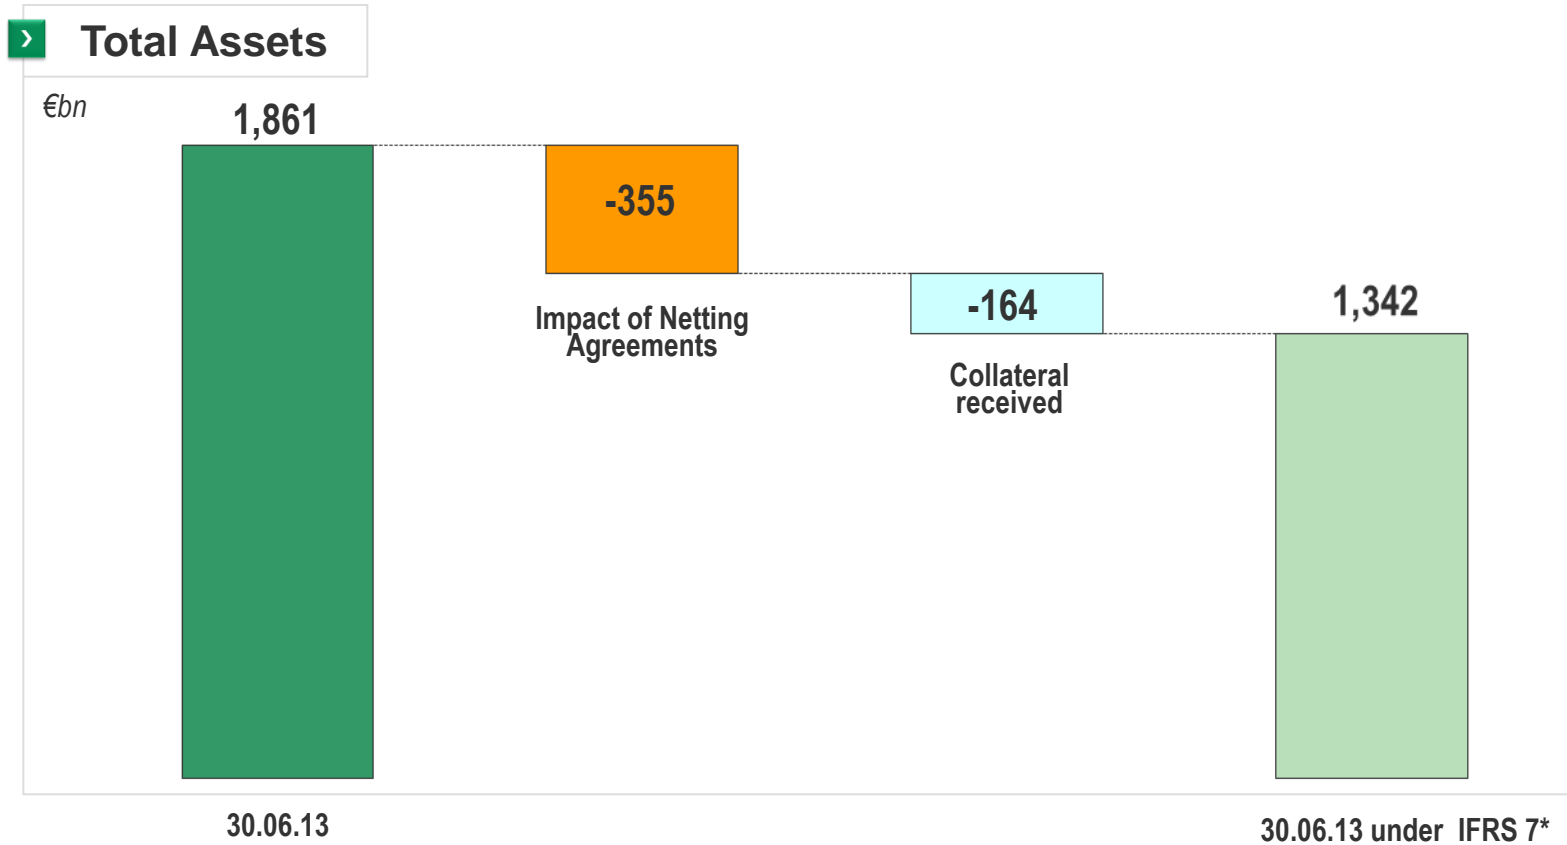 Total Assets
€bn
1,861
-355
Impact of Netting
Agreements
-164
Collateral
received
1,342
30.06.13
30.06.13 under IFRS 7*